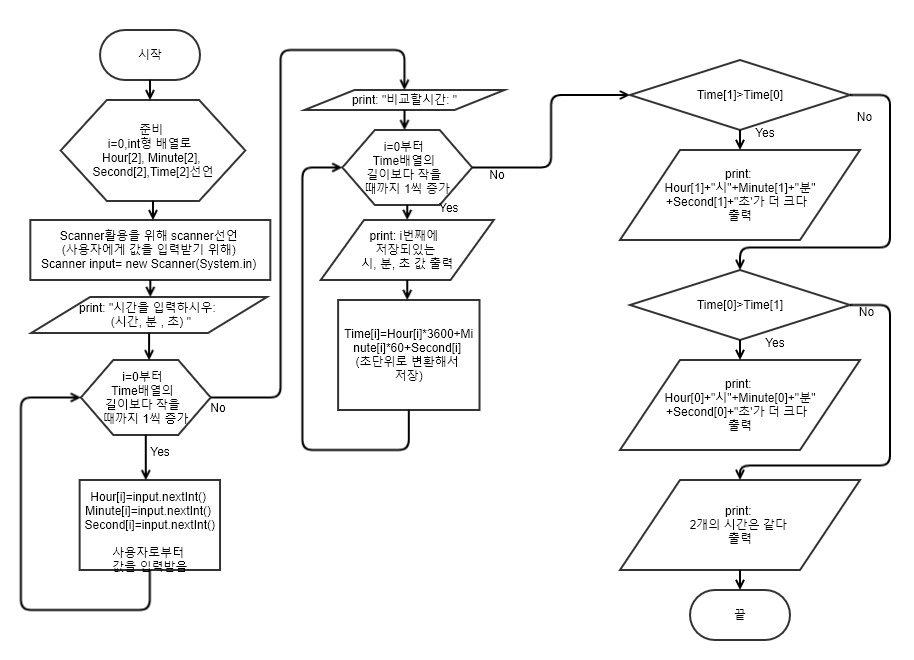 시작
준비
i=0,int형 배열로
Hour[2], Minute[2],
Second[2],Time[2]선언
Scanner활용을 위해 scanner선언
(사용자에게 값을 입력받기 위해)
Scanner input= new Scanner(System.in)
print: "시간을 입력하시우:
(시간, 분 , 초) "
i=0부터
Time배열의
길이보다 작을
때까지 1씩 증가
No
Yes
Hour[i]=input.nextInt()
Minute[i]=input.nextInt()
Second[i]=input.nextInt()
사용자로부터
값을 입력받음
print: "비교할시간: "
i=0부터
Time배열의
길이보다 작을
때까지 1씩 증가
No
Yes
print: i번째에
저장되있는
시, 분, 초 값 출력
Time[i]=Hour[i]*3600+Mi
nute[i]*60+Second[i]
(초단위로 변환해서
저장)
Time[1]>Time[0]
No
Yes
print:
Hour[1]+"시"+Minute[1]+"분"
+Second[1]+"초'가 더 크다
출력
Time[0]>Time[1]
No
Yes
print:
Hour[0]+"시"+Minute[0]+"분"
+Second[0]+"초'가 더 크다
출력
print:
2개의 시간은 같다
출력
끝